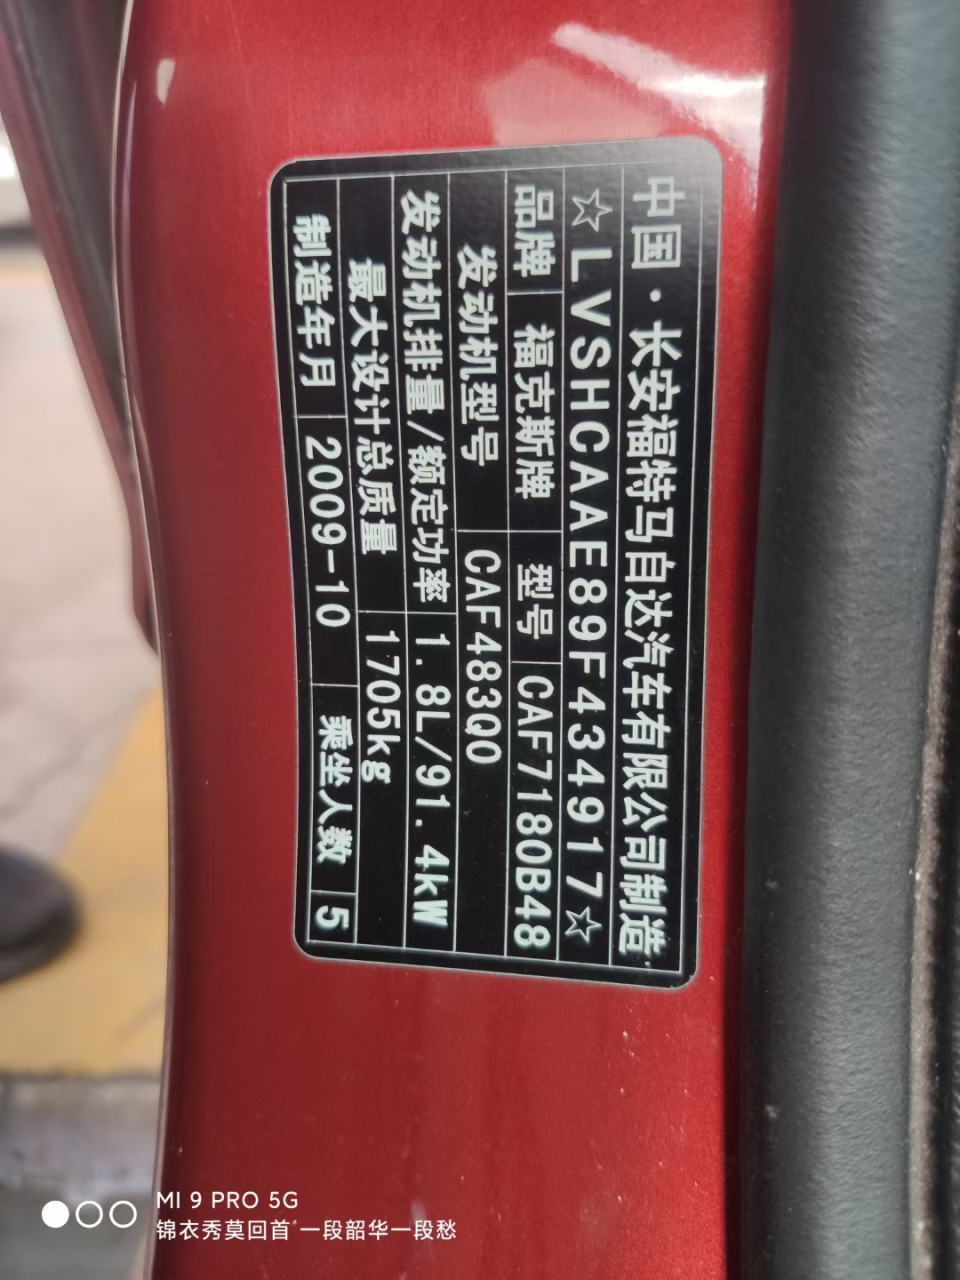 中国·长安福特马自达汽车有限公司制造
☆LVSHCAAE89F434917☆
品牌 福克斯牌 型号 CAF7180B48
发动机型号 CAF483Q0
发动机排量/额定功率 1.8L/91.4kW
最大设计总质量 1705kg
制造年月 2009-10 乘坐人数 5
MI 9 PRO 5G
锦衣秀莫回首"一段韶华一段愁